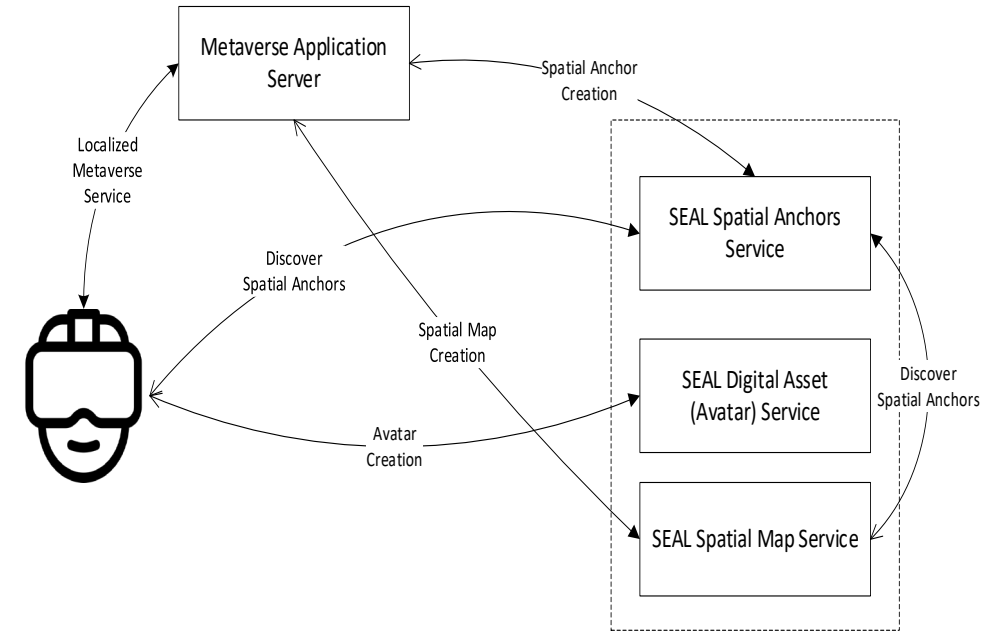 Metaverse Application
Server
Spatial Anchor
Creation
Localized
Metaverse
Service
SEAL Spatial Anchors
Service
Discover
Spatial Anchors
Spatial Map
Creation
SEAL Digital Asset
(Avatar) Service
Discover
Spatial Anchors
Avatar
Creation
SEAL Spatial Map Service